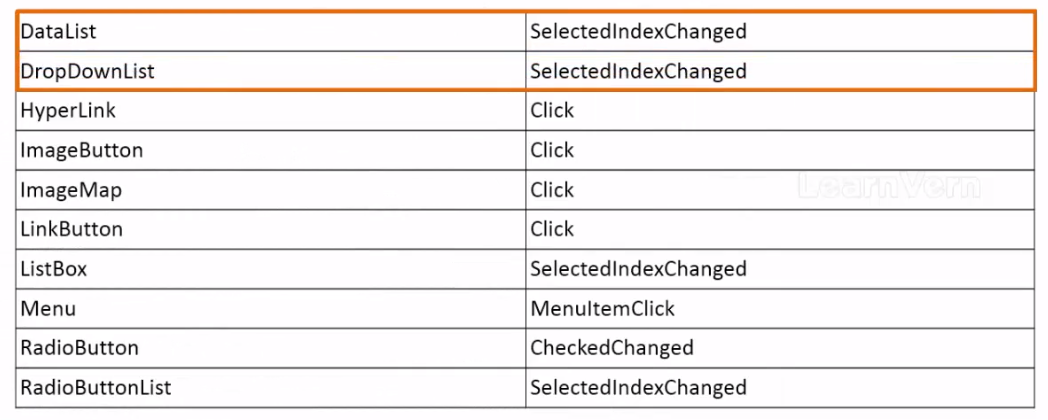 DataList SelectedIndexChanged
DropDownList SelectedIndexChanged
HyperLink Click
ImageButton Click
ImageMap Click
LearnVern
LinkButton Click
ListBox SelectedIndexChanged
Menu MenuItemClick
RadioButton CheckedChanged
RadioButtonList SelectedIndexChanged